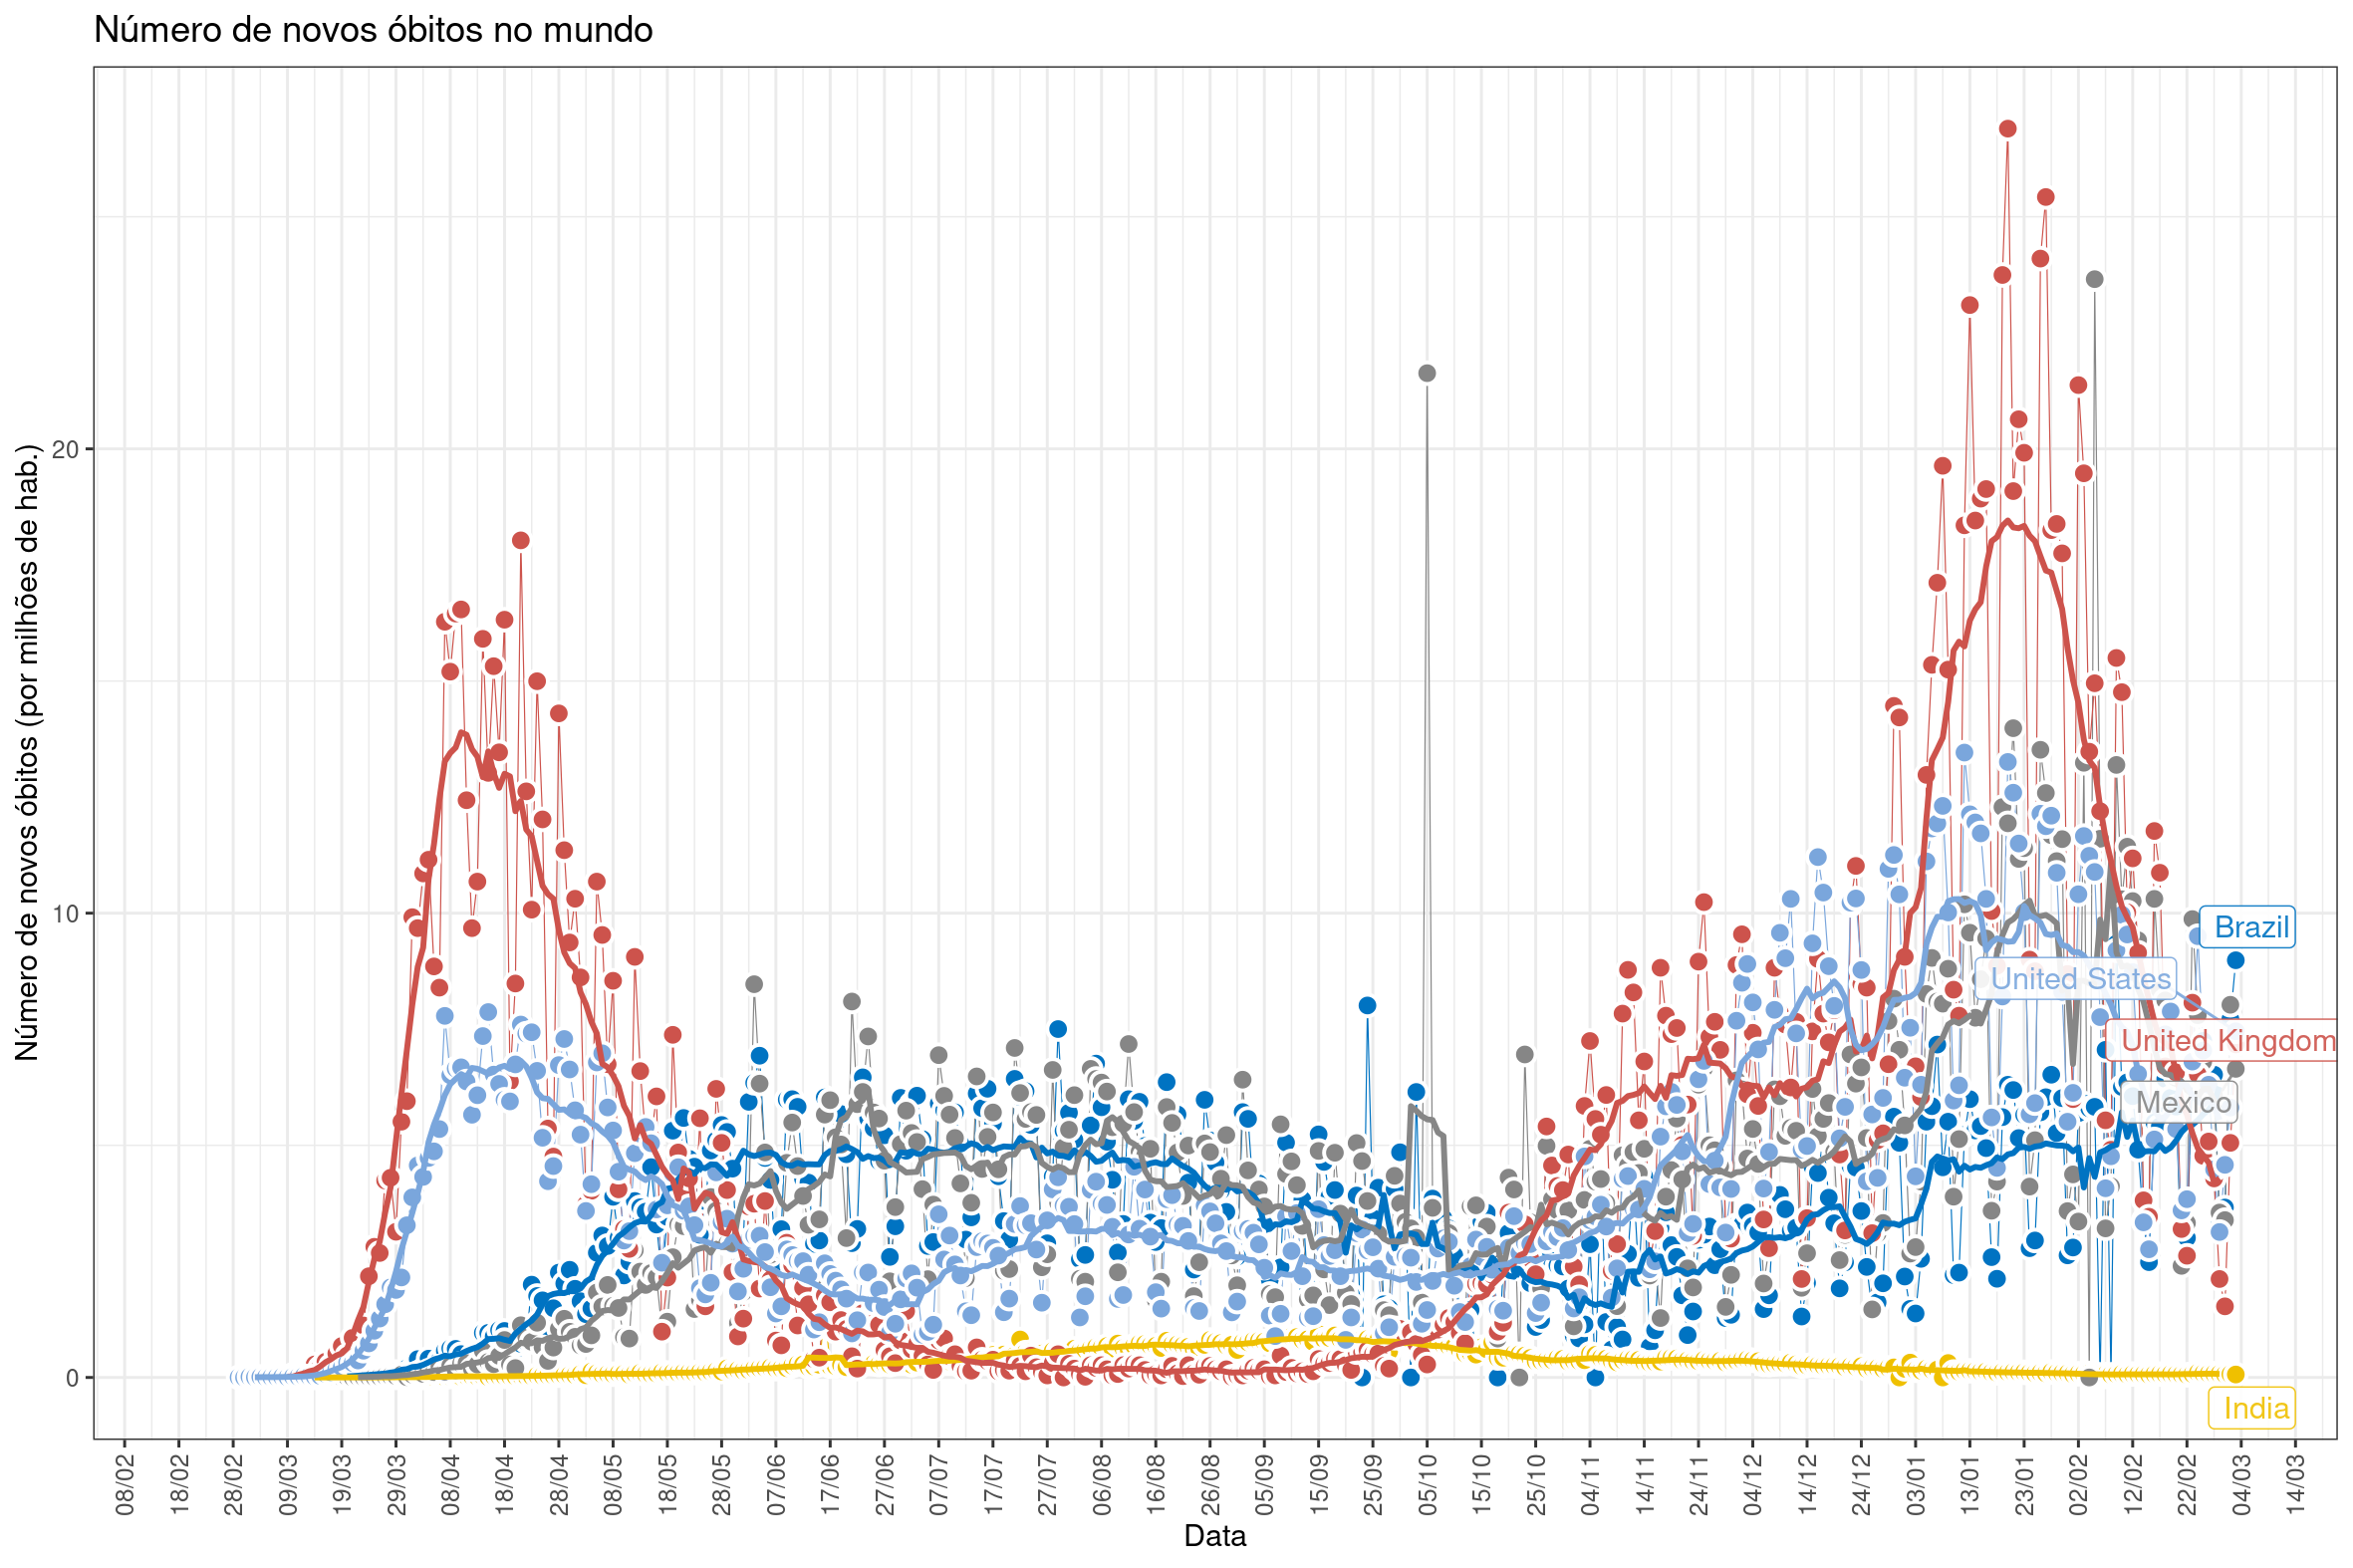 Número de novos óbitos no mundo
Número de novos óbitos (por milhões de hab.)
20
10
0
Brazil
United States
United Kingdom
Mexico
India
08/02 18/02 28/02 09/03 19/03 29/03 08/04 18/04 28/04 08/05 18/05 28/05 07/06 17/06 27/06 07/07 17/07 27/07 06/08 16/08 26/08 05/09 15/09 25/09 05/10 15/10 25/10 04/11 14/11 24/11 04/12 14/12 24/12 03/01 13/01 23/01 02/02 12/02 22/02 04/03 14/03
Data